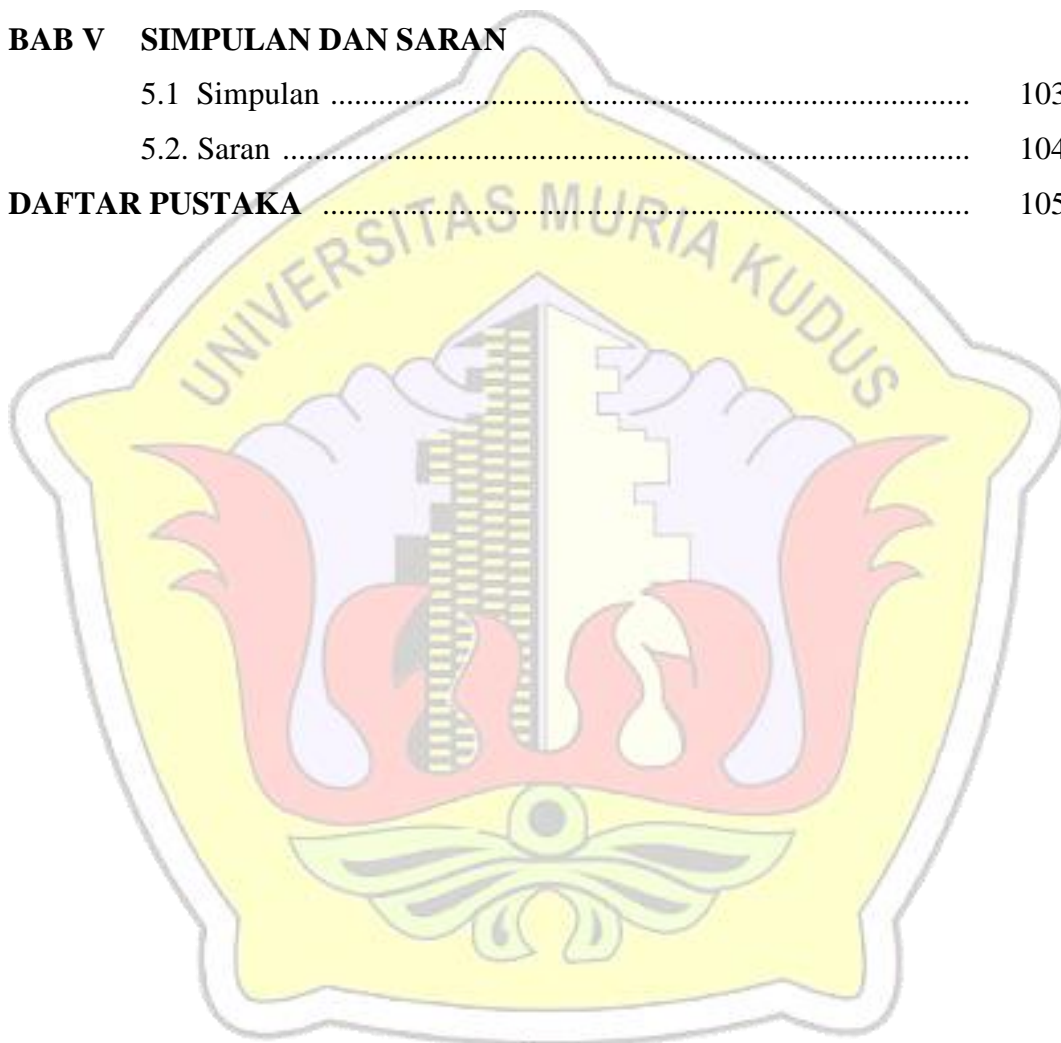 BAB V SIMPULAN DAN SARAN
5.1 Simpulan ................................................................................ 103
5.2. Saran ...................................................................................... 104
DAFTAR PUSTAKA ................................................................................. 105
UNIVERSITAS MURIA KUDUS